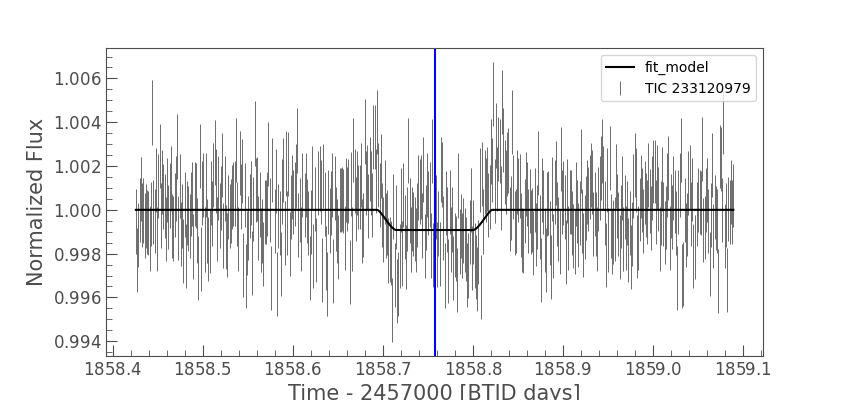 fit_model
TIC 233120979
1.006
1.004
1.002
1.000
0.998
0.996
0.994
Normalized Flux
1858.4 1858.5 1858.6 1858.7 1858.8 1858.9 1859.0 1859.1
Time - 2457000 [BTJD days]